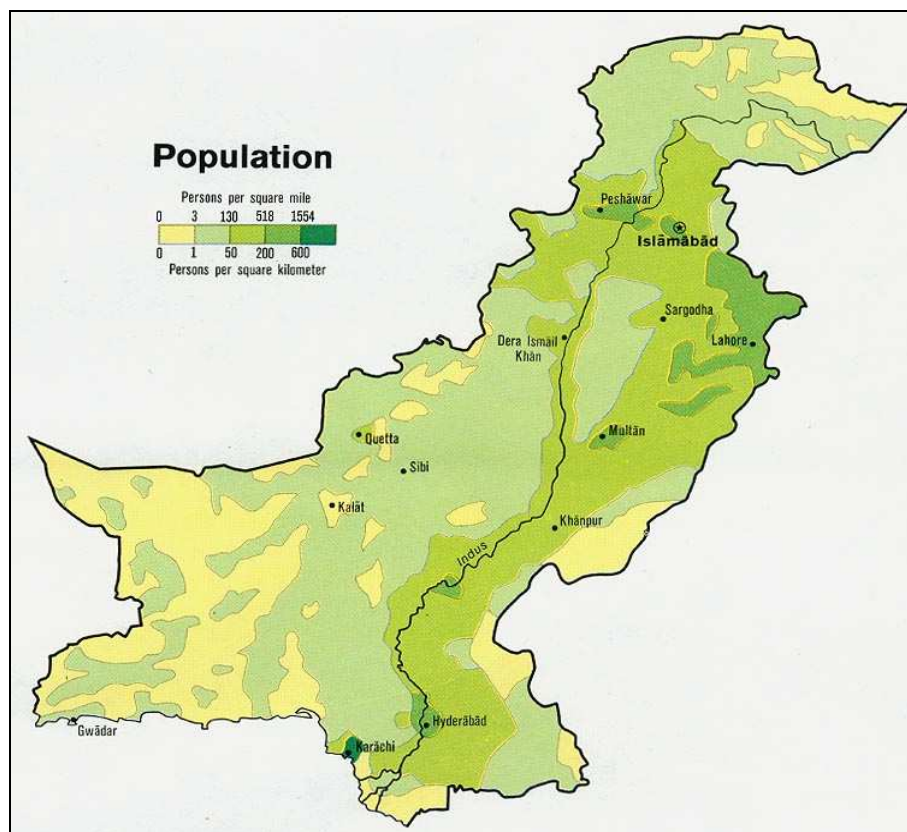 Population
Persons per square mile
0 3 130 518 1554
0 1 50 200 600
Persons per square kilometer
Peshāwar
Islāmābād
Sargodha
Dera Ismāil
Khān
Lahore
Quetta
Multān
Sibi
Kalāt
Khānpur
Indus
Gwādar
Hyderābād
Karāchi